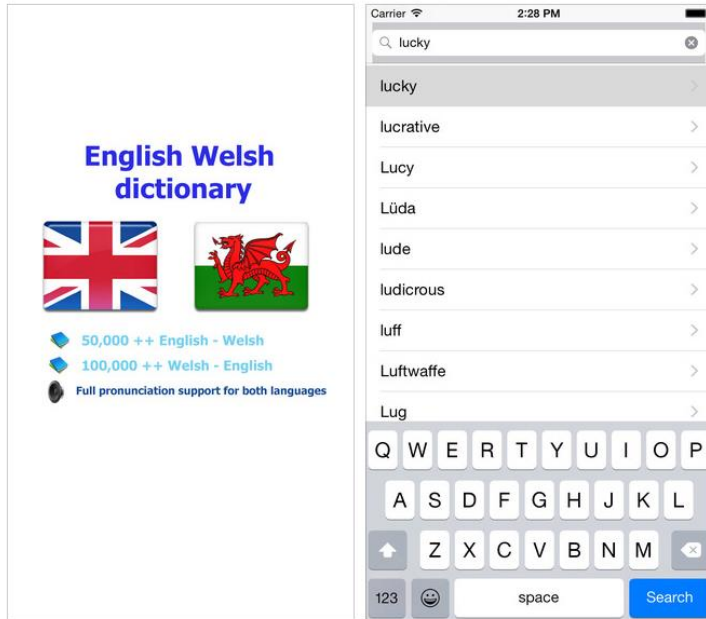 English Welsh
dictionary
50,000 ++ English - Welsh
100,000 ++ Welsh - English
Full pronunciation support for both languages
Carrier 2:28 PM
lucky
lucky
lucrative
Lucy
Lüda
lude
ludicrous
luff
Luftwaffe
Lug
Q W E R T Y U I O P
A S D F G H J K L
Z X C V B N M
123 space Search